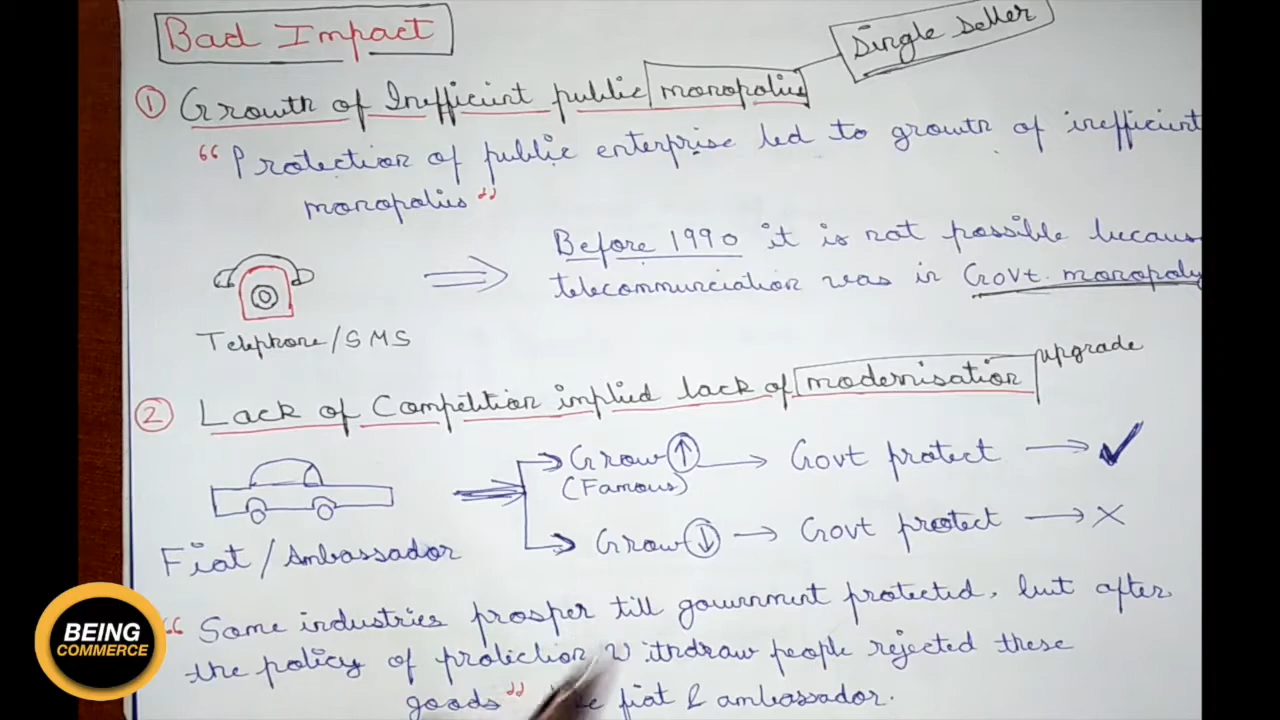 Bad Impact
Single Seller
① Growth of Inefficient public monopolies
“ Protection of public enterprise led to growth of inefficient
monopolies ”
Before 1990 it is not possible becaus
telecommunciation was in Govt. monopoly
Telephone/SMS
upgrade
② Lack of Competition implied lack of modernisation
Grow ↑ → Govt protect → ✓
(Famous)
Grow ↓ → Govt protect → ×
Fiat / Ambassador
“ Some industries prosper till government protected, but after
the policy of protection withdraw people rejected these
goods ” fiat & ambassador.
BEING
COMMERCE